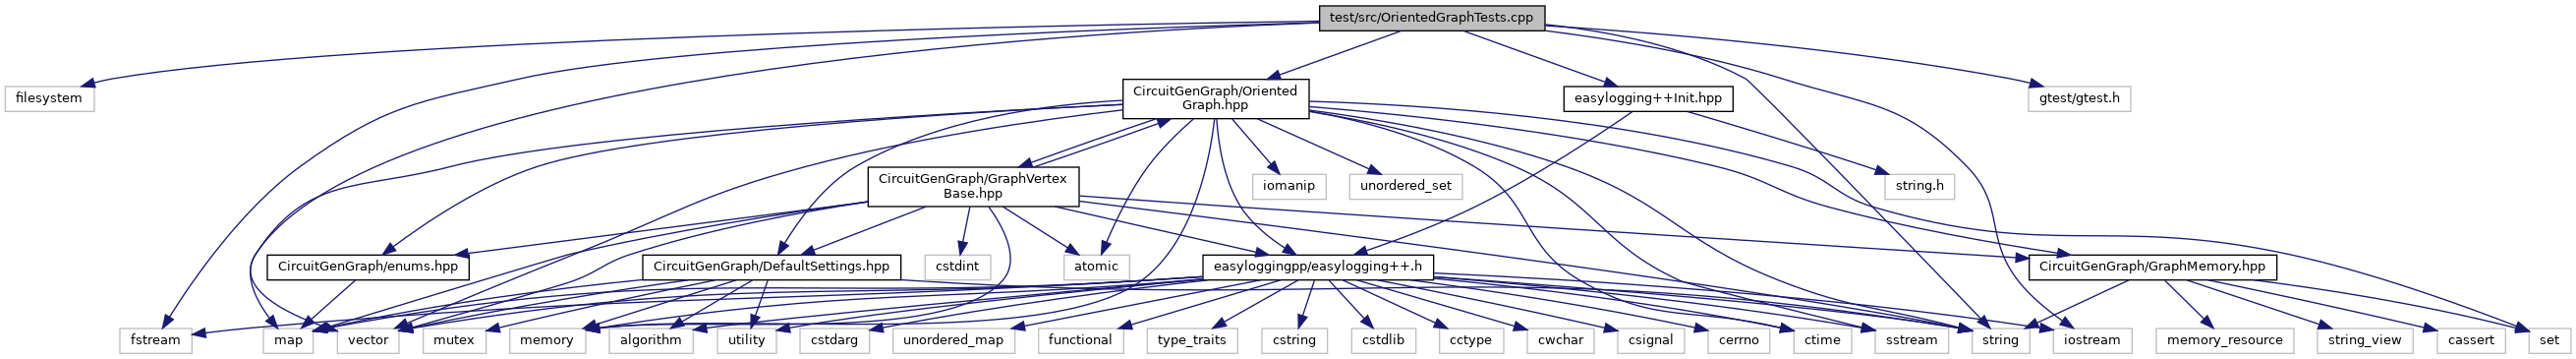 test/src/OrientedGraphTests.cpp
filesystem
CircuitGenGraph/Oriented
Graph.hpp
easylogging++Init.hpp
gtest/gtest.h
CircuitGenGraph/GraphVertex
Base.hpp
iomanip
unordered_set
string.h
CircuitGenGraph/enums.hpp
CircuitGenGraph/DefaultSettings.hpp
cstdint
atomic
easyloggingpp/easylogging++.h
CircuitGenGraph/GraphMemory.hpp
fstream
map
vector
mutex
memory
algorithm
utility
cstdarg
unordered_map
functional
type_traits
cstring
cstdlib
cctype
cwchar
csignal
cerrno
ctime
sstream
string
iostream
memory_resource
string_view
cassert
set